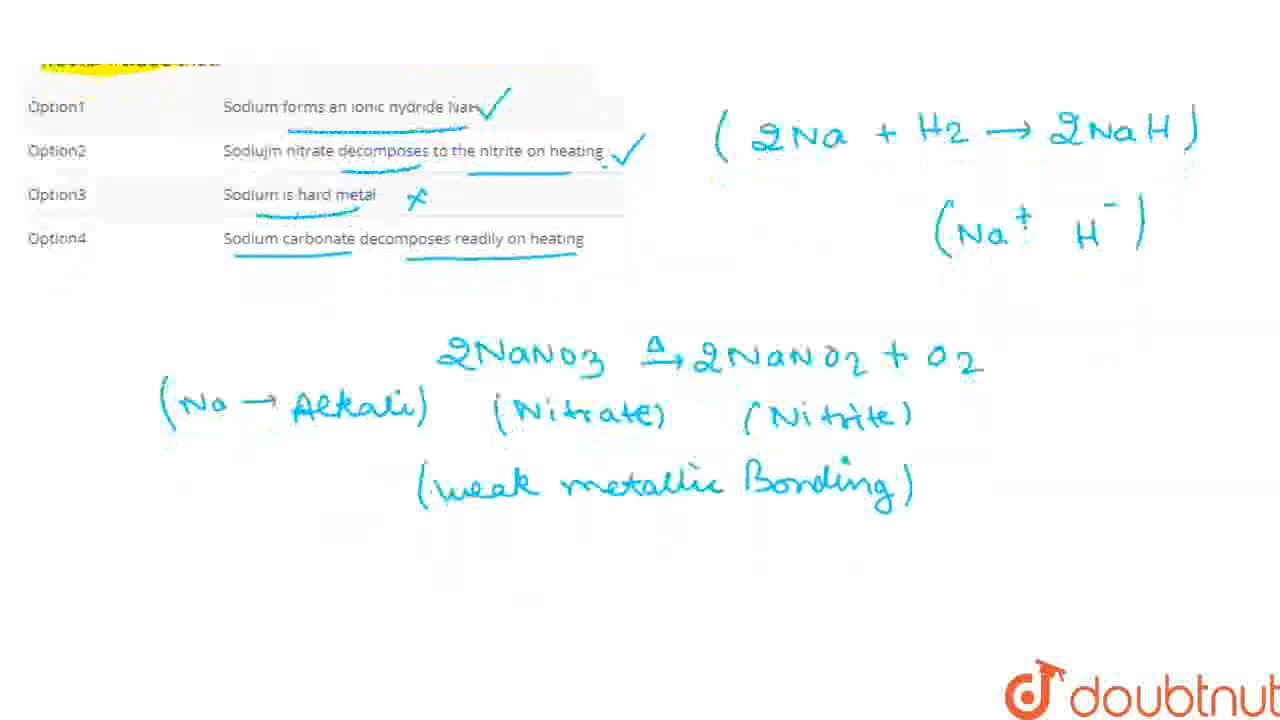 Option1 Sodium forms an ionic hydride NaH
Option2 Sodiujm nitrate decomposes to the nitrite on heating
Option3 Sodium is hard metal
Option4 Sodium carbonate decomposes readily on heating
(2Na + H2 → 2NaH)
(Na⁺ H⁻)
2NaNO3 Δ→ 2NaNO2 + O2
(Na → Alkali) (Nitrate) (Nitrite)
(weak metallic Bonding)
doubtnut